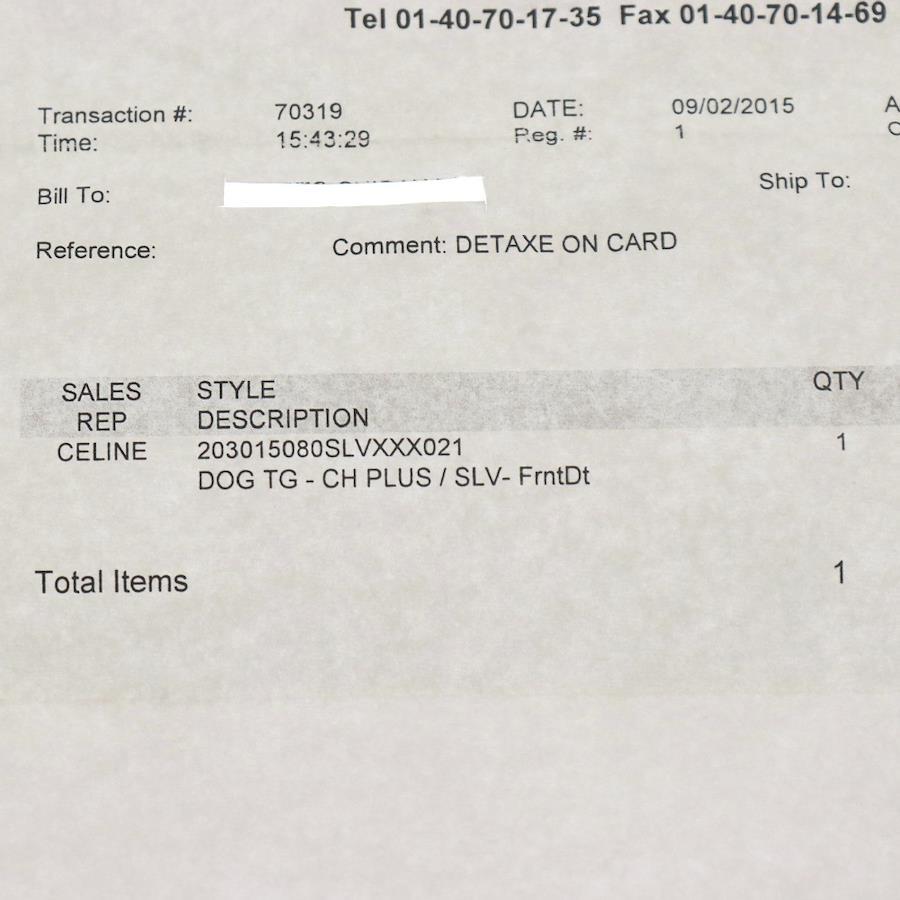 Tel 01-40-70-17-35 Fax 01-40-70-14-69
Transaction #: 70319 DATE: 09/02/2015
Time: 15:43:29 Reg. #: 1
Bill To: Ship To:
Reference: Comment: DETAXE ON CARD
SALES STYLE QTY
REP DESCRIPTION
CELINE 203015080SLVXXX021 1
DOG TG - CH PLUS / SLV- FrntDt
Total Items 1